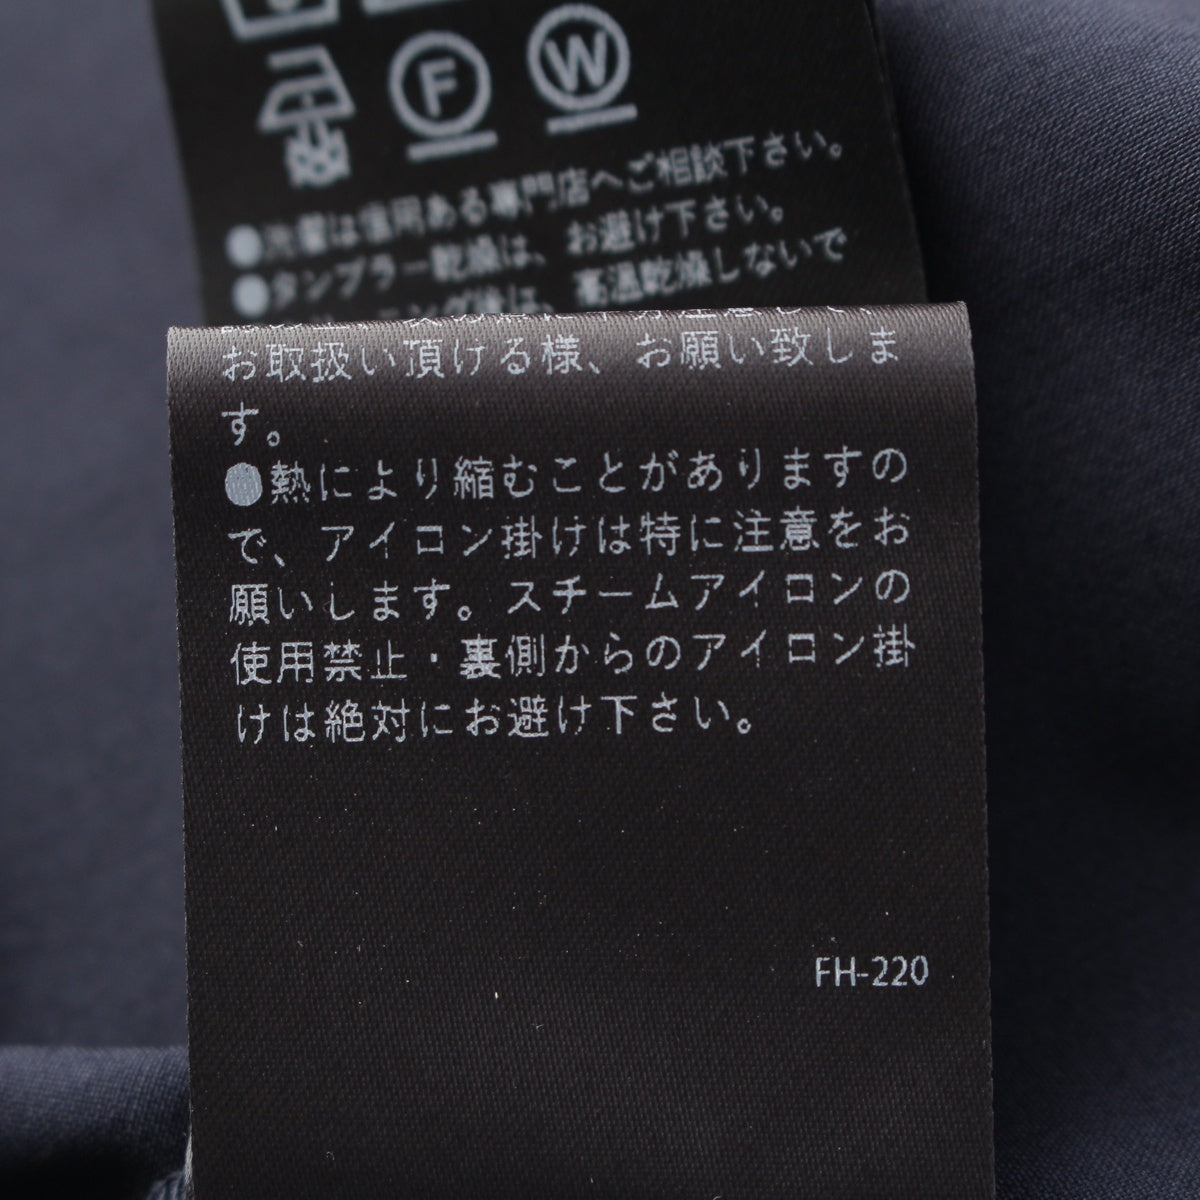 F
W
●洗濯は信用ある専門店へご相談下さい。
●タンブラー乾燥は、お避け下さい。
高温乾燥しないで
お取扱い頂ける様、お願い致しま
す。
●熱により縮むことがありますの
で、アイロン掛けは特に注意をお
願いします。スチームアイロンの
使用禁止・裏側からのアイロン掛
けは絶対にお避け下さい。
FH-220